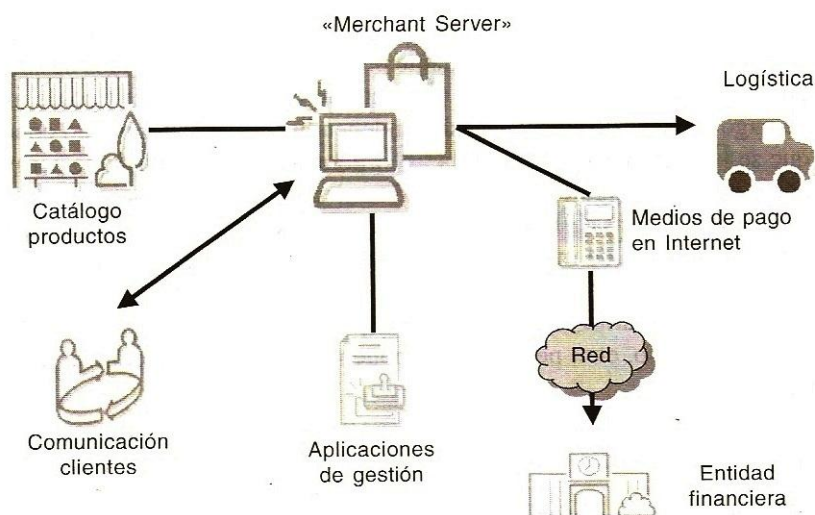 «Merchant Server»
Logística
Catálogo
productos
Medios de pago
en Internet
Red
Comunicación
clientes
Aplicaciones
de gestión
Entidad
financiera